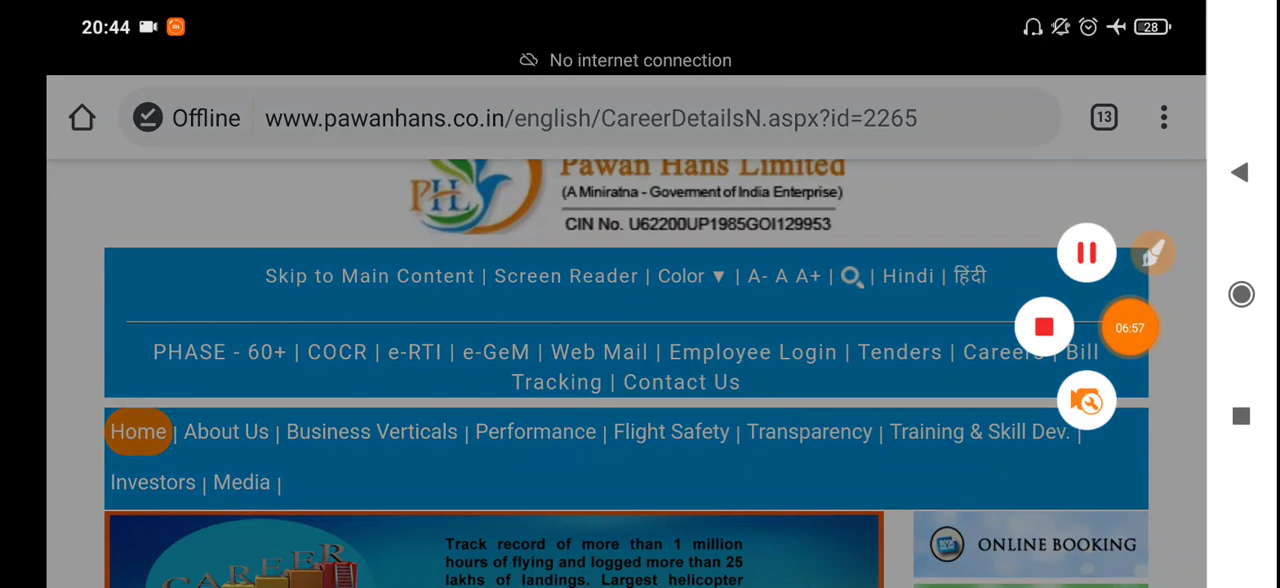 20:44
28
No internet connection
Offline www.pawanhans.co.in/english/CareerDetailsN.aspx?id=2265 13
PHL Pawan Hans Limited
(A Miniratna - Goverment of India Enterprise)
CIN No. U62200UP1985GOI129953
Skip to Main Content | Screen Reader | Color ▼ | A- A A+ | | Hindi | हिंदी
PHASE - 60+ | COCR | e-RTI | e-GeM | Web Mail | Employee Login | Tenders | Careers | Bill
Tracking | Contact Us
06:57
Home | About Us | Business Verticals | Performance | Flight Safety | Transparency | Training & Skill Dev. |
Investors | Media |
CAREER
Track record of more than 1 million
hours of flying and logged more than 25
lakhs of landings. Largest helicopter
ONLINE BOOKING